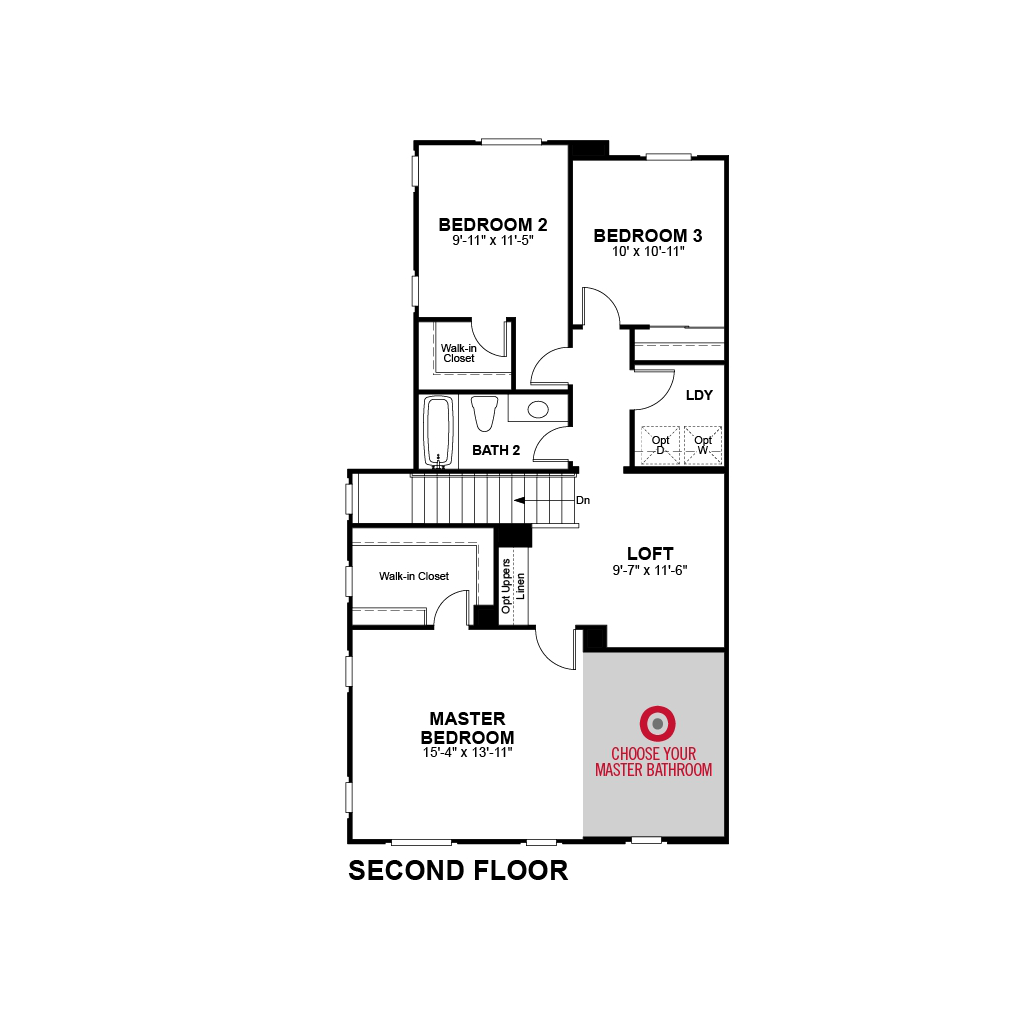 BEDROOM 2
9'-11" x 11'-5"
BEDROOM 3
10' x 10'-11"
Walk-in
Closet
LDY
BATH 2
Opt
D
Opt
W
Dn
LOFT
9'-7" x 11'-6"
Walk-in Closet
Opt Uppers
Linen
MASTER
BEDROOM
15'-4" x 13'-11"
CHOOSE YOUR
MASTER BATHROOM
SECOND FLOOR